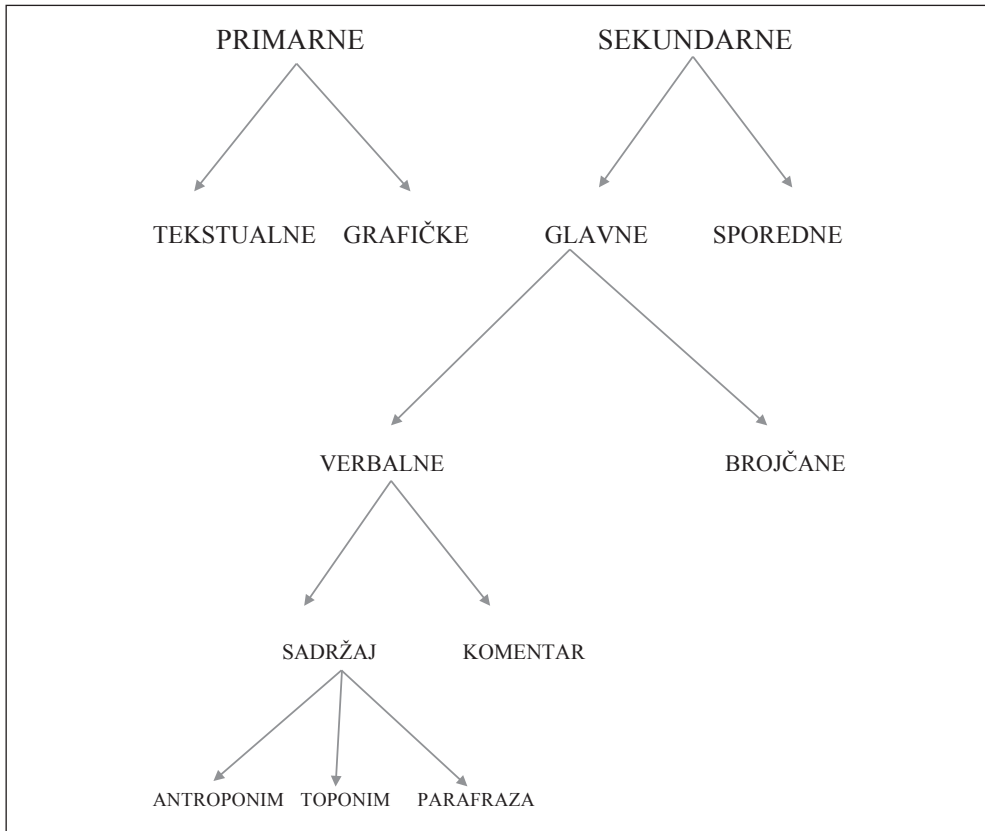 PRIMARNE SEKUNDARNE
TEKSTUALNE GRAFIČKE GLAVNE SPOREDNE
VERBALNE BROJČANE
SADRŽAJ KOMENTAR
ANTROPONIM TOPONIM PARAFRAZA